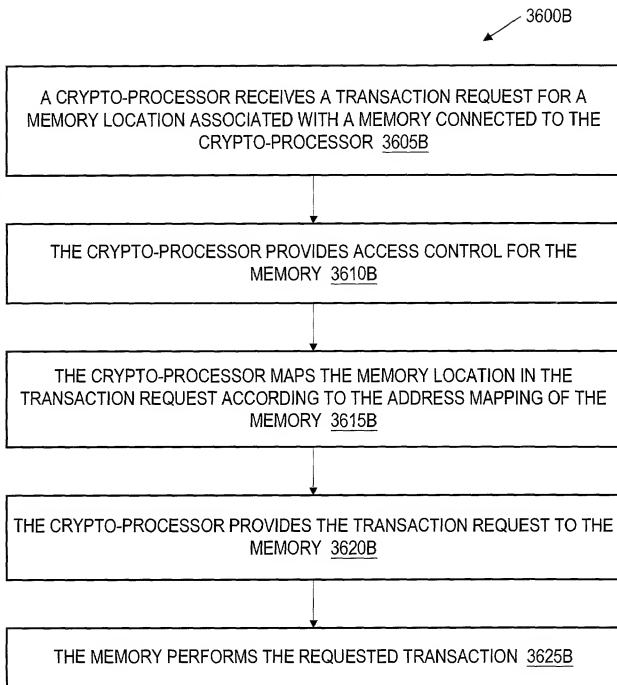 3600B
A CRYPTO-PROCESSOR RECEIVES A TRANSACTION REQUEST FOR A
MEMORY LOCATION ASSOCIATED WITH A MEMORY CONNECTED TO THE
CRYPTO-PROCESSOR 3605B
THE CRYPTO-PROCESSOR PROVIDES ACCESS CONTROL FOR THE
MEMORY 3610B
THE CRYPTO-PROCESSOR MAPS THE MEMORY LOCATION IN THE
TRANSACTION REQUEST ACCORDING TO THE ADDRESS MAPPING OF THE
MEMORY 3615B
THE CRYPTO-PROCESSOR PROVIDES THE TRANSACTION REQUEST TO THE
MEMORY 3620B
THE MEMORY PERFORMS THE REQUESTED TRANSACTION 3625B